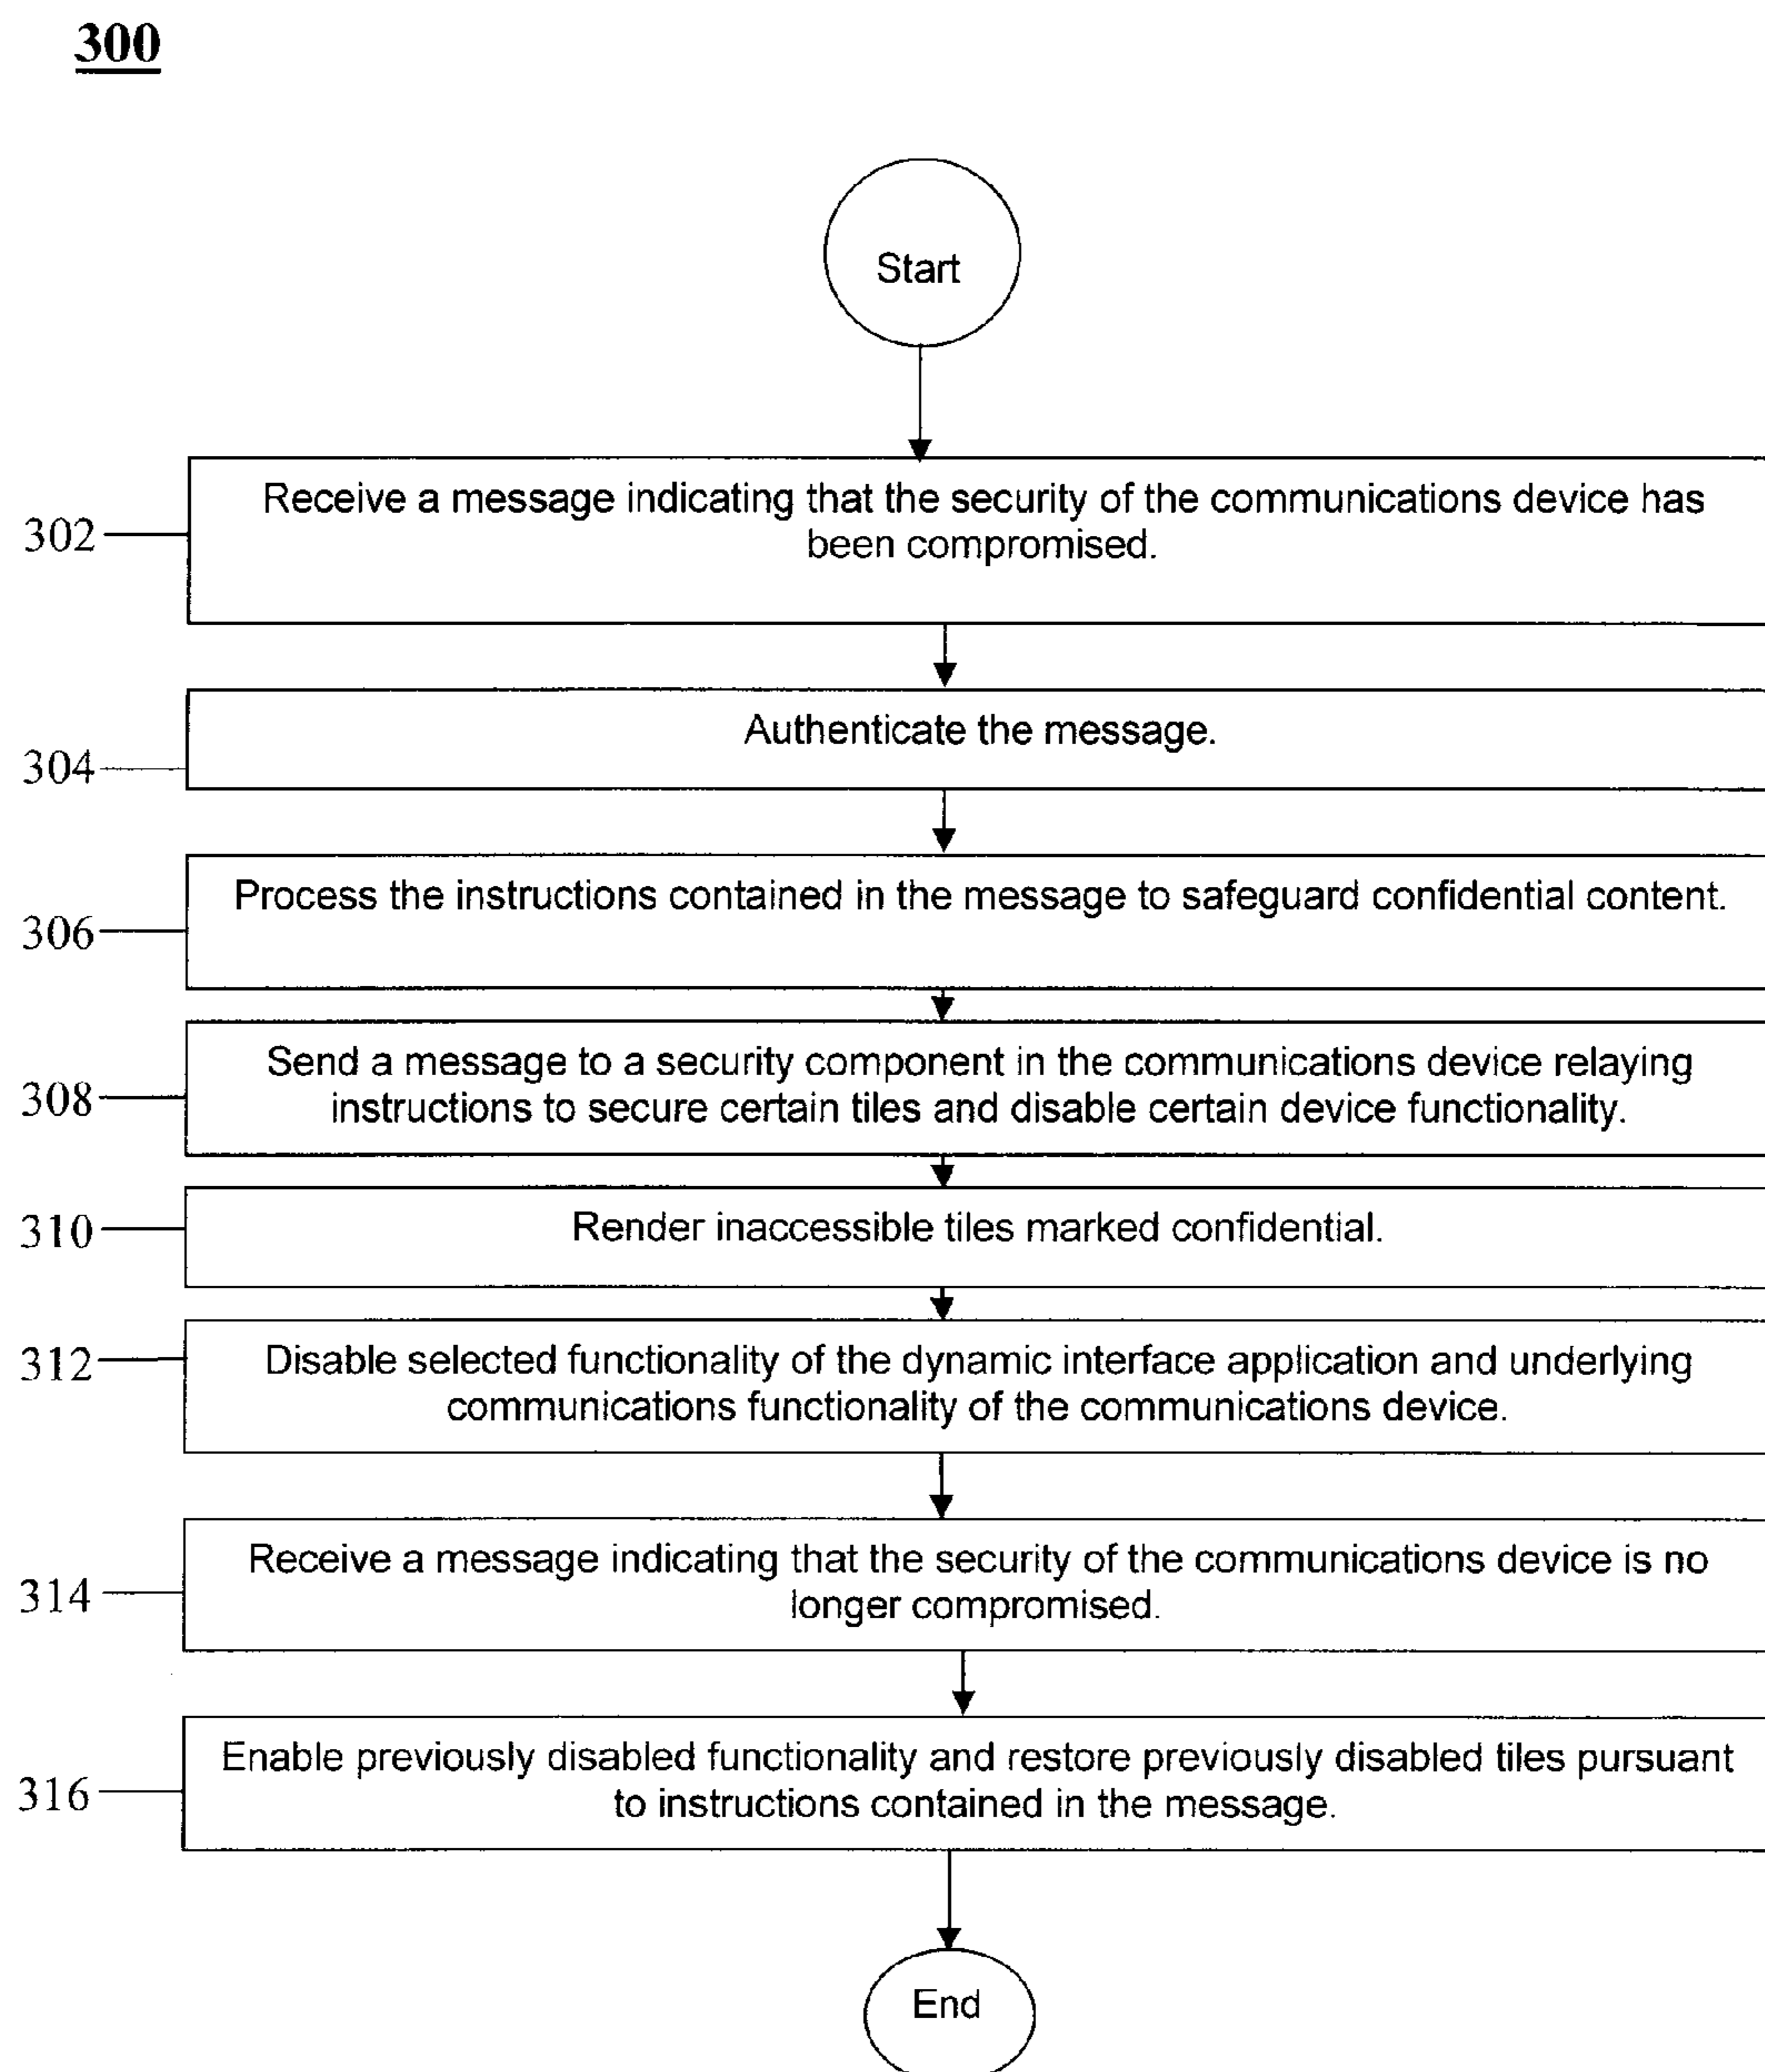 300
Start
302
Receive a message indicating that the security of the communications device has
been compromised.
304
Authenticate the message.
306
Process the instructions contained in the message to safeguard confidential content.
308
Send a message to a security component in the communications device relaying
instructions to secure certain tiles and disable certain device functionality.
310
Render inaccessible tiles marked confidential.
312
Disable selected functionality of the dynamic interface application and underlying
communications functionality of the communications device.
314
Receive a message indicating that the security of the communications device is no
longer compromised.
316
Enable previously disabled functionality and restore previously disabled tiles pursuant
to instructions contained in the message.
End